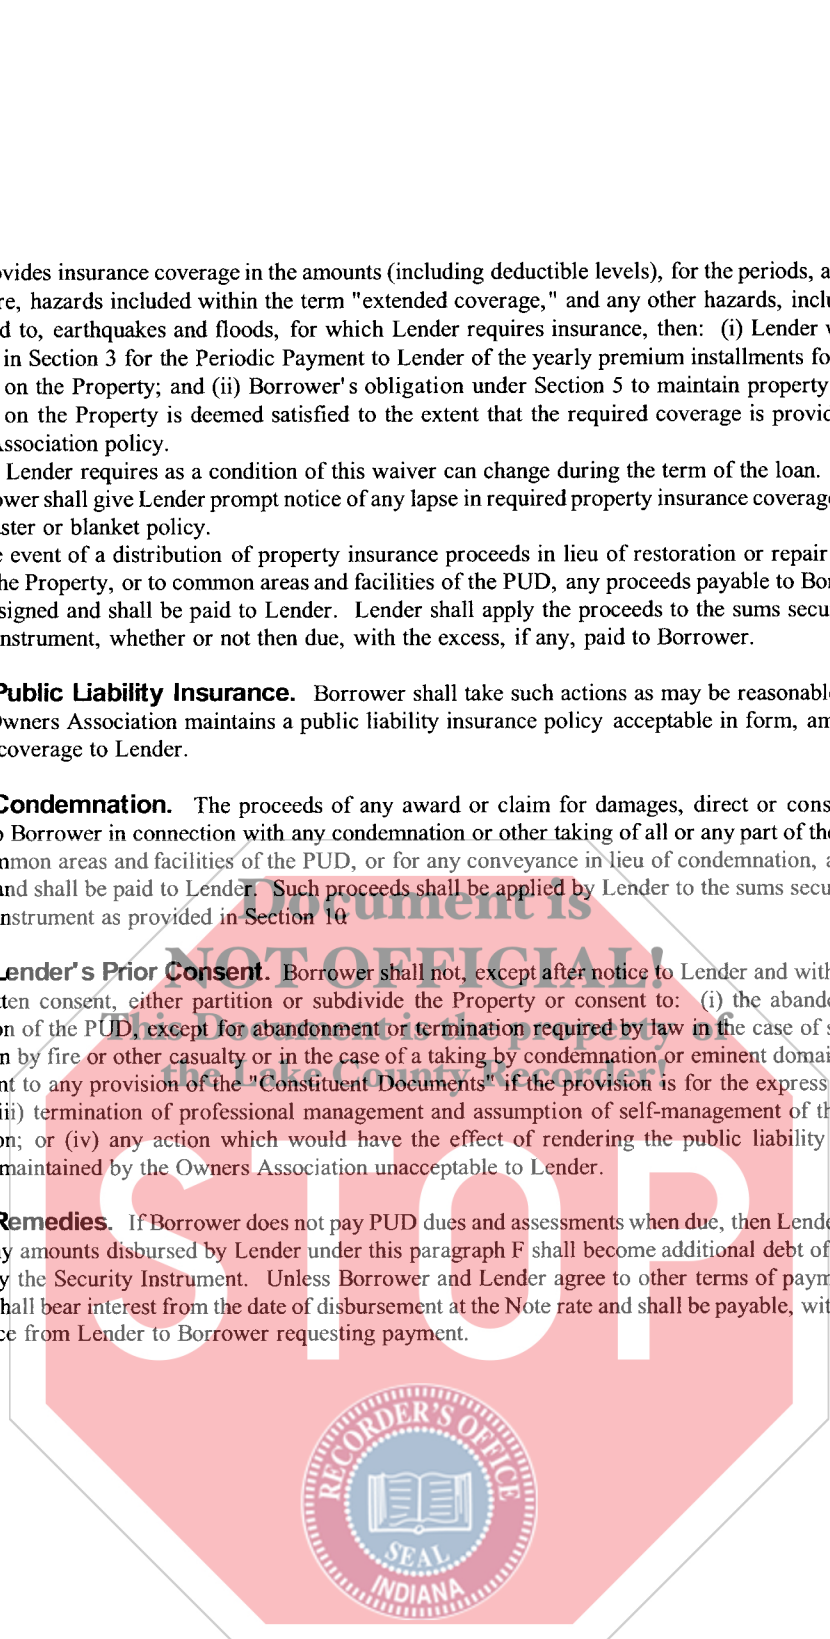 ovides insurance coverage in the amounts (including deductible levels), for the periods, a
re, hazards included within the term "extended coverage," and any other hazards, inclu
d to, earthquakes and floods, for which Lender requires insurance, then: (i) Lender w
in Section 3 for the Periodic Payment to Lender of the yearly premium installments fo
on the Property; and (ii) Borrower's obligation under Section 5 to maintain property
on the Property is deemed satisfied to the extent that the required coverage is provid
Association policy.
Lender requires as a condition of this waiver can change during the term of the loan.
ower shall give Lender prompt notice of any lapse in required property insurance coverage
ster or blanket policy.
e event of a distribution of property insurance proceeds in lieu of restoration or repair
he Property, or to common areas and facilities of the PUD, any proceeds payable to Bor
signed and shall be paid to Lender. Lender shall apply the proceeds to the sums secu
nstrument, whether or not then due, with the excess, if any, paid to Borrower.
Public Liability Insurance. Borrower shall take such actions as may be reasonable
Owners Association maintains a public liability insurance policy acceptable in form, am
coverage to Lender.
Condemnation. The proceeds of any award or claim for damages, direct or cons
o Borrower in connection with any condemnation or other taking of all or any part of the
mmon areas and facilities of the PUD, or for any conveyance in lieu of condemnation, a
and shall be paid to Lender. Such proceeds shall be applied by Lender to the sums secu
nstrument as provided in Section 10.
Lender's Prior Consent. Borrower shall not, except after notice to Lender and with
ten consent, either partition or subdivide the Property or consent to: (i) the abando
on of the PUD, except for abandonment or termination required by law in the case of s
n by fire or other casualty or in the case of a taking by condemnation or eminent domai
nt to any provision of the "Constituent Documents" if the provision is for the express
iii) termination of professional management and assumption of self-management of th
on; or (iv) any action which would have the effect of rendering the public liability
maintained by the Owners Association unacceptable to Lender.
Remedies. If Borrower does not pay PUD dues and assessments when due, then Lende
y amounts disbursed by Lender under this paragraph F shall become additional debt of
y the Security Instrument. Unless Borrower and Lender agree to other terms of paym
hall bear interest from the date of disbursement at the Note rate and shall be payable, wit
ce from Lender to Borrower requesting payment.
Document is
NOT OFFICIAL!
This Document is the property of
the Lake County Recorder!
STOP
RECORDER'S OFFICE
SEAL
INDIANA